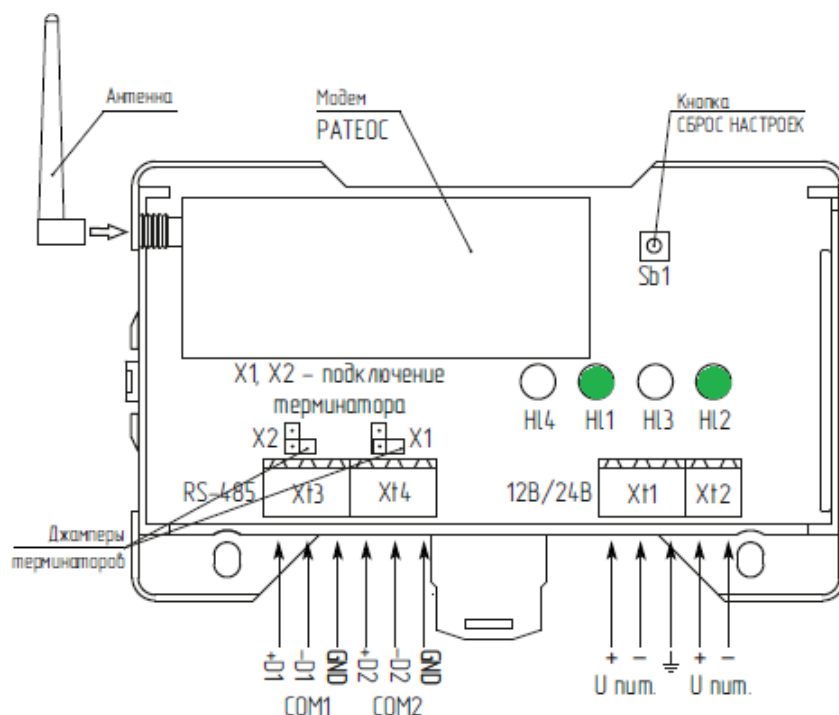 Антенна
Модем
РАТЕОС
Кнопка
СБРОС НАСТРОЕК
Sb1
X1, X2 – подключение
терминатора
Hl4 Hl1 Hl3 Hl2
X2 X1
RS-485 Xt3 Xt4 12В/24В Xt1 Xt2
Джамперы
терминаторов
+D1 -D1 GND +D2 -D2 GND
+ - + -
U пит. U пит.
COM1 COM2